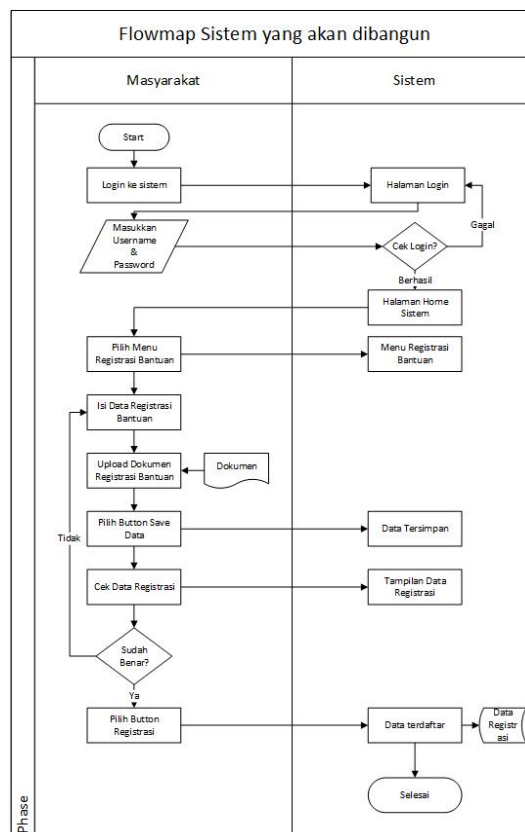 Flowmap Sistem yang akan dibangun
Masyarakat
Sistem
Start
Login ke sistem
Halaman Login
Masukkan
Username
&
Password
Cek Login?
Gagal
Berhasil
Halaman Home
Sistem
Pilih Menu
Registrasi Bantuan
Menu Registrasi
Bantuan
Isi Data Registrasi
Bantuan
Upload Dokumen
Registrasi Bantuan
Dokumen
Pilih Button Save
Data
Data Tersimpan
Tidak
Cek Data Registrasi
Tampilan Data
Registrasi
Sudah
Benar?
Ya
Pilih Button
Registrasi
Data terdaftar
Data
Registr
asi
Selesai
Phase